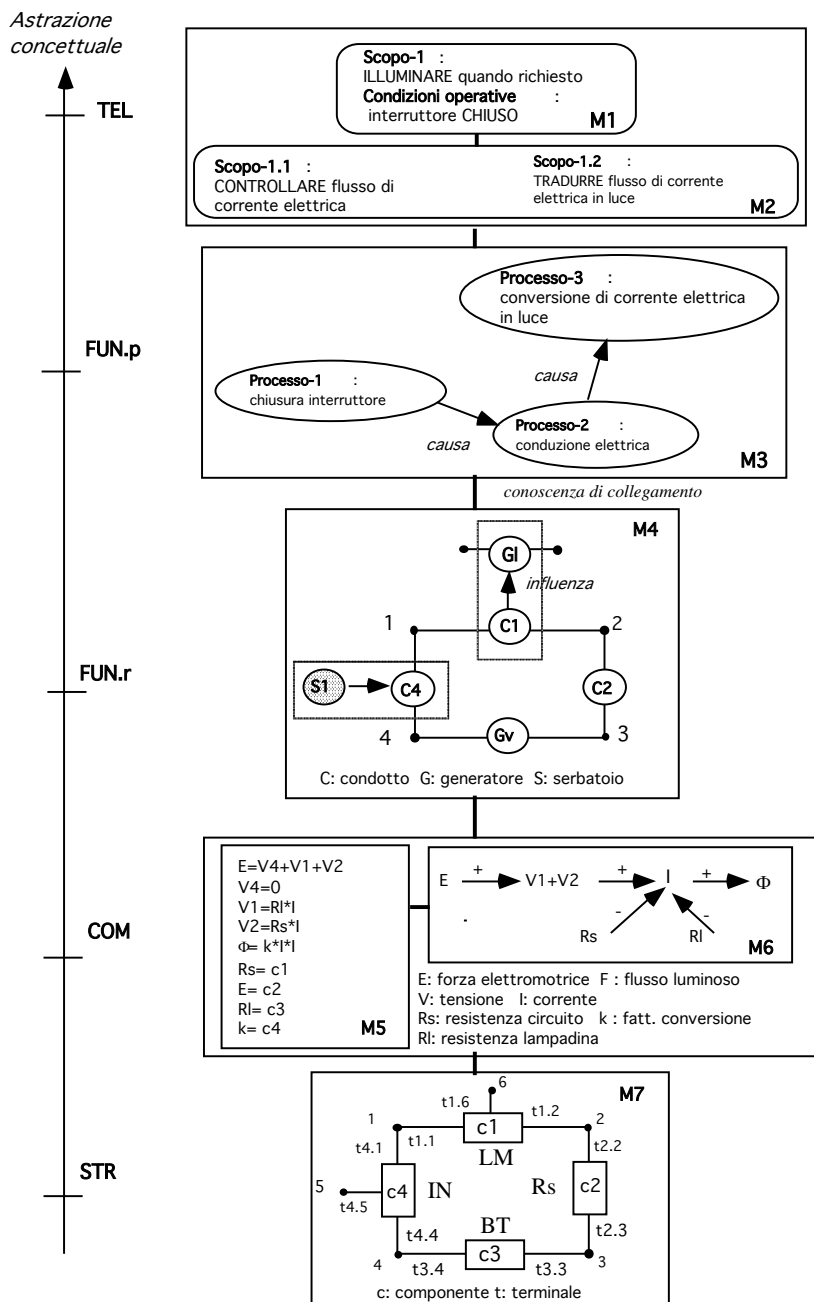 Astrazione
concettuale
TEL
FUN.p
FUN.r
COM
STR
Scopo-1 :
ILLUMINARE quando richiesto
Condizioni operative :
interruttore CHIUSO
M1
Scopo-1.1 :
CONTROLLARE flusso di
corrente elettrica
Scopo-1.2 :
TRADURRE flusso di corrente
elettrica in luce
M2
Processo-3 :
conversione di corrente elettrica
in luce
causa
Processo-1 :
chiusura interruttore
causa
Processo-2 :
conduzione elettrica
M3
conoscenza di collegamento
M4
Gl
influenza
1
C1
2
S1
C4
C2
4
Gv
3
C: condotto G: generatore S: serbatoio
E=V4+V1+V2
V4=0
V1=Rl*I
V2=Rs*I
Φ= k*I*I
Rs= c1
E= c2
Rl= c3
k= c4
M5
E + V1+V2 + I + Φ
- -
Rs Rl
M6
E: forza elettromotrice F : flusso luminoso
V: tensione I: corrente
Rs: resistenza circuito k : fatt. conversione
Rl: resistenza lampadina
M7
6
t1.6
t1.2
1
2
t4.1
t1.1
c1
LM
t2.2
5
t4.5
c4
IN
Rs
c2
t4.4
BT
t2.3
4
t3.4
c3
t3.3
3
c: componente t: terminale